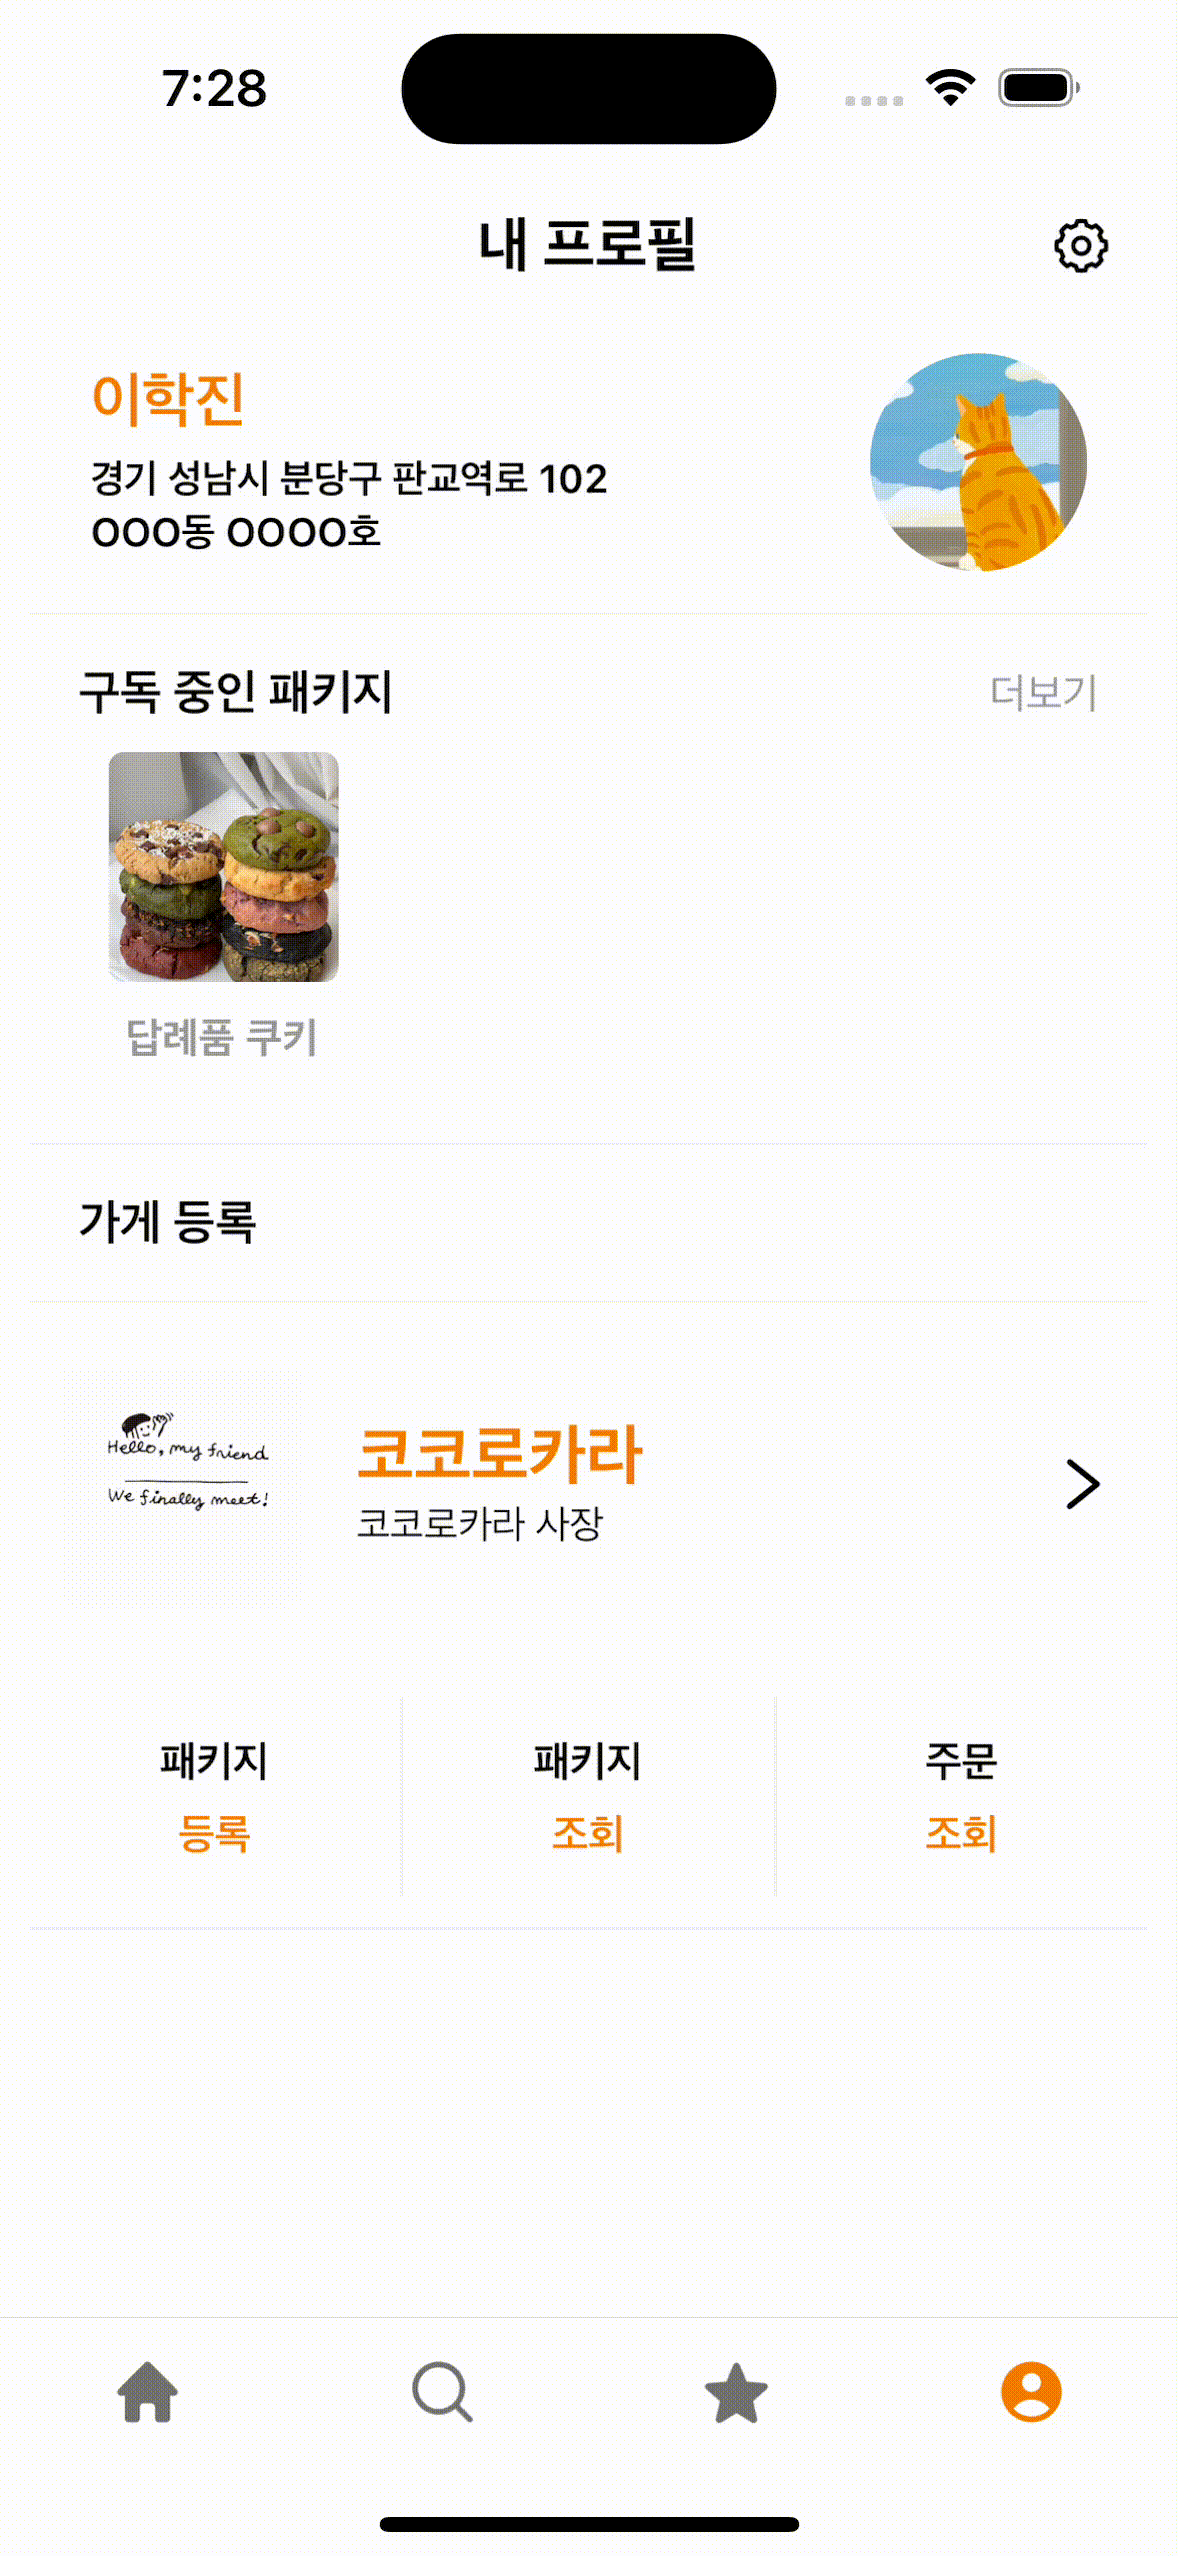 7:28
내 프로필
이학진
경기 성남시 분당구 판교역로 102
OOO동 OOOO호
구독 중인 패키지
더보기
답례품 쿠키
가게 등록
Hello, my friend
We finally meet!
코코로카라
코코로카라 사장
패키지
등록
패키지
조회
주문
조회